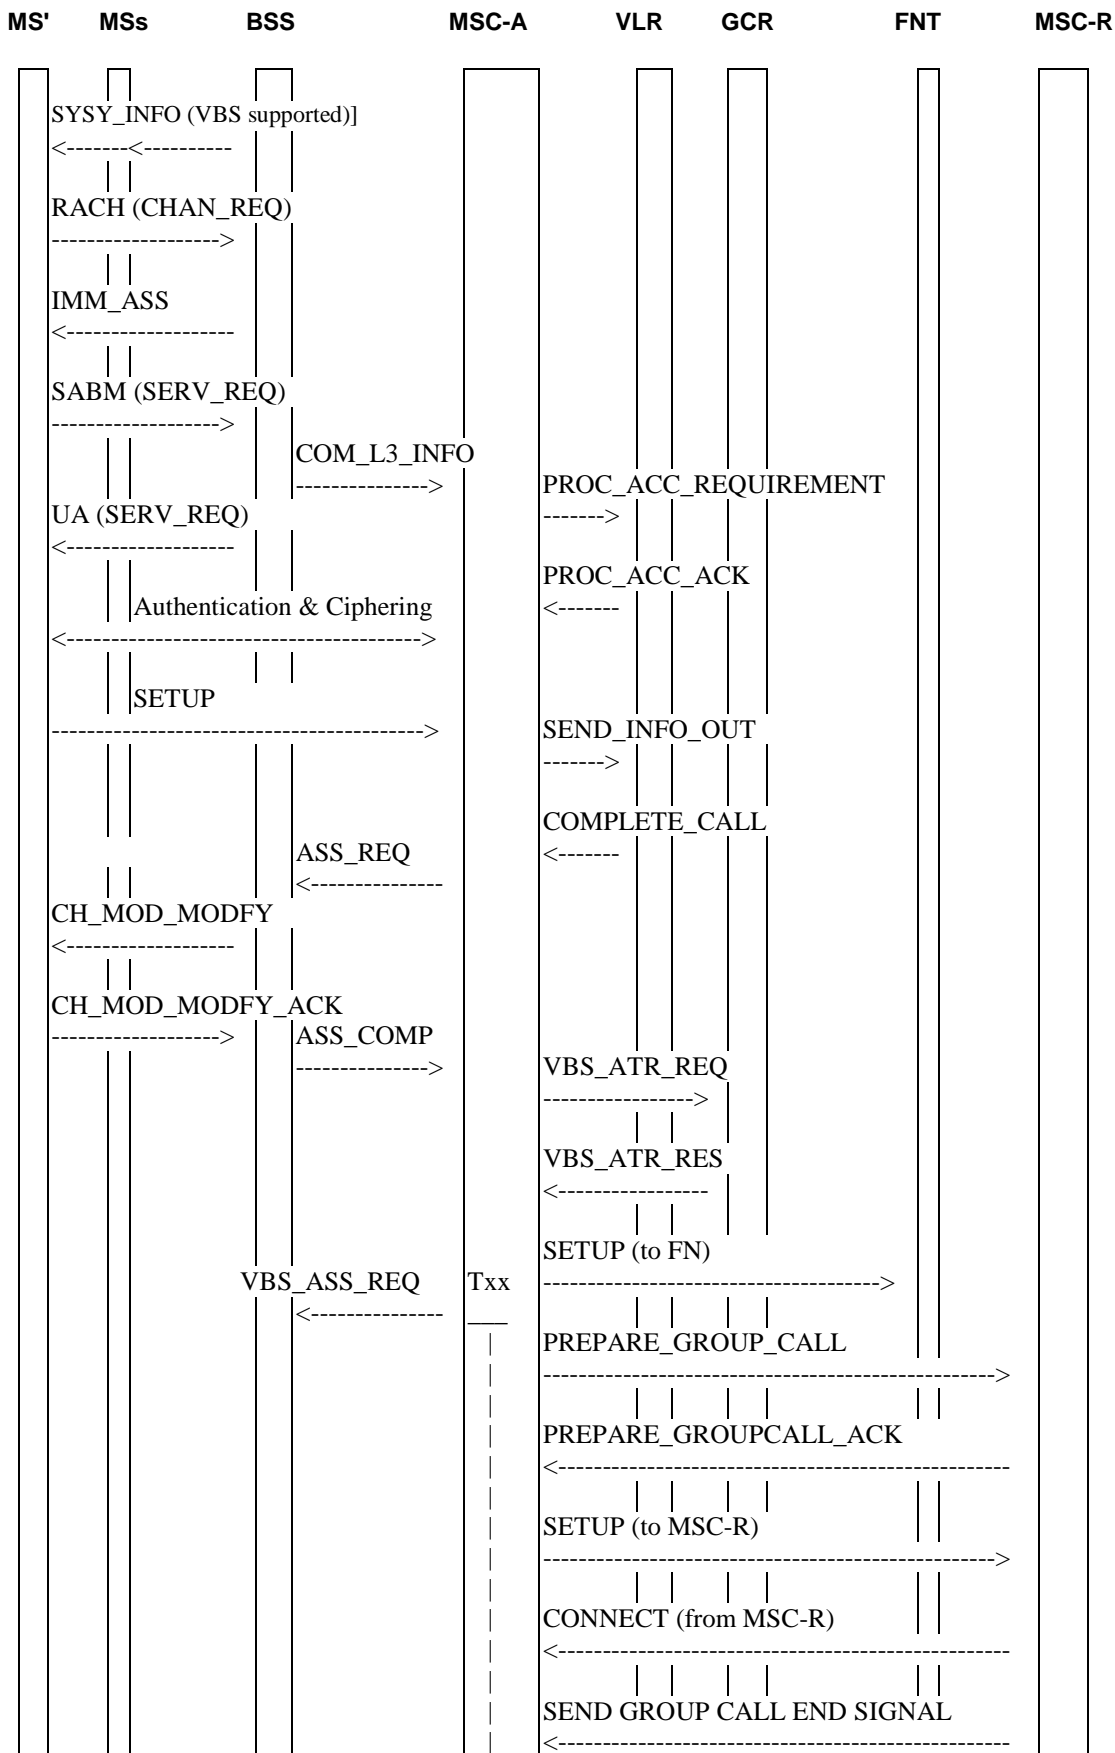 MS' MSs BSS MSC-A VLR GCR FNT MSC-R
SYSY_INFO (VBS supported)]
<-------<----------
RACH (CHAN_REQ)
------------------->
IMM_ASS
<-------------------
SABM (SERV_REQ)
------------------->
COM_L3_INFO
---------------> PROC_ACC_REQUIREMENT
UA (SERV_REQ) ------->
<-------------------
PROC_ACC_ACK
Authentication & Ciphering <-------
<---------------------------------------->
SETUP
------------------------------------------> SEND_INFO_OUT
------->
COMPLETE_CALL
ASS_REQ <-------
<---------------
CH_MOD_MODFY
<-------------------
CH_MOD_MODFY_ACK
-------------------> ASS_COMP
---------------> VBS_ATR_REQ
----------------->
VBS_ATR_RES
<-----------------
SETUP (to FN)
VBS_ASS_REQ Txx -------------------------------------->
<--------------- ___
| PREPARE_GROUP_CALL
| --------------------------------------------------->
|
| PREPARE_GROUPCALL_ACK
| <---------------------------------------------------
|
| SETUP (to MSC-R)
| --------------------------------------------------->
|
| CONNECT (from MSC-R)
| <---------------------------------------------------
|
| SEND GROUP CALL END SIGNAL
| <---------------------------------------------------